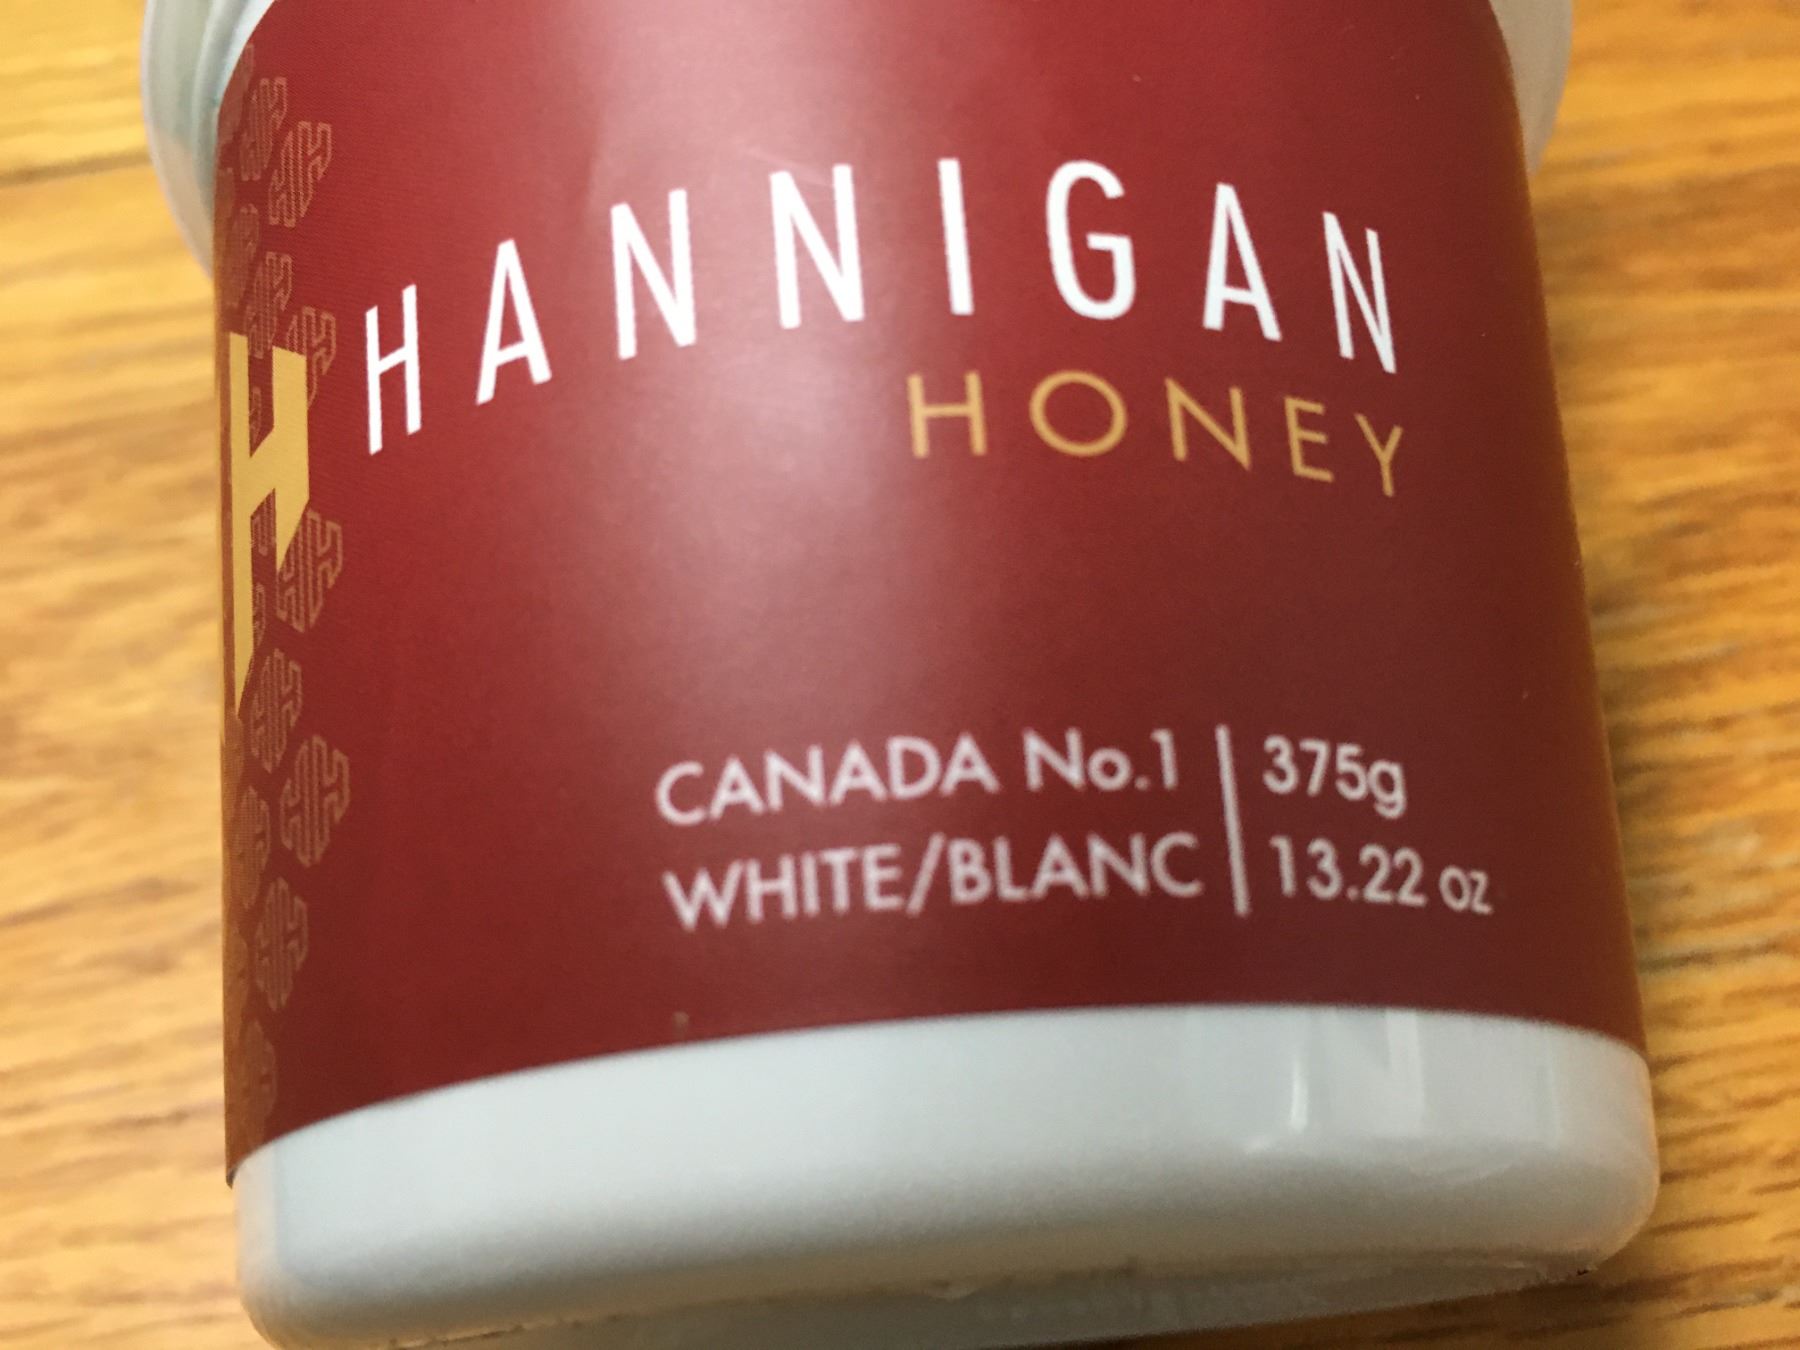 H
HANNIGAN
HONEY
CANADA No.1 | 375g
WHITE/BLANC | 13.22 oz